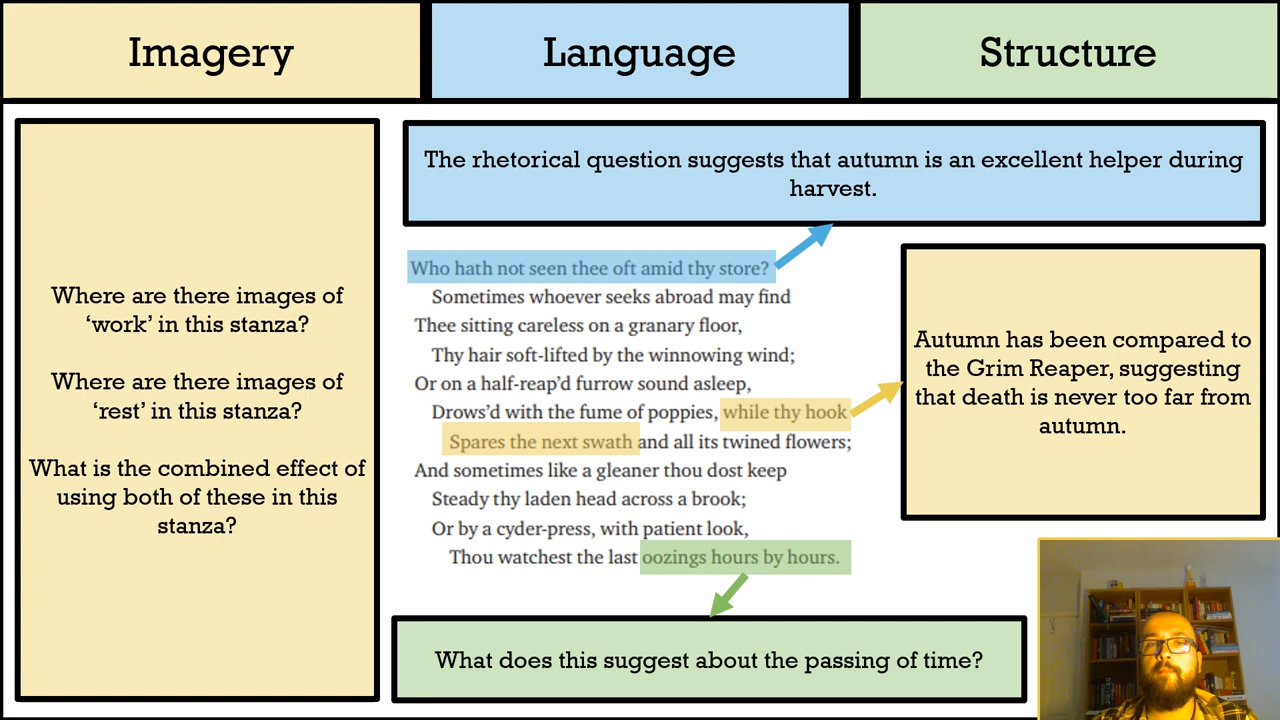 Imagery
Language
Structure
Where are there images of
‘work’ in this stanza?
Where are there images of
‘rest’ in this stanza?
What is the combined effect of
using both of these in this
stanza?
The rhetorical question suggests that autumn is an excellent helper during
harvest.
Who hath not seen thee oft amid thy store?
Sometimes whoever seeks abroad may find
Thee sitting careless on a granary floor,
Thy hair soft-lifted by the winnowing wind;
Or on a half-reap’d furrow sound asleep,
Drows’d with the fume of poppies, while thy hook
Spares the next swath and all its twined flowers;
And sometimes like a gleaner thou dost keep
Steady thy laden head across a brook;
Or by a cyder-press, with patient look,
Thou watchest the last oozings hours by hours.
Autumn has been compared to
the Grim Reaper, suggesting
that death is never too far from
autumn.
What does this suggest about the passing of time?